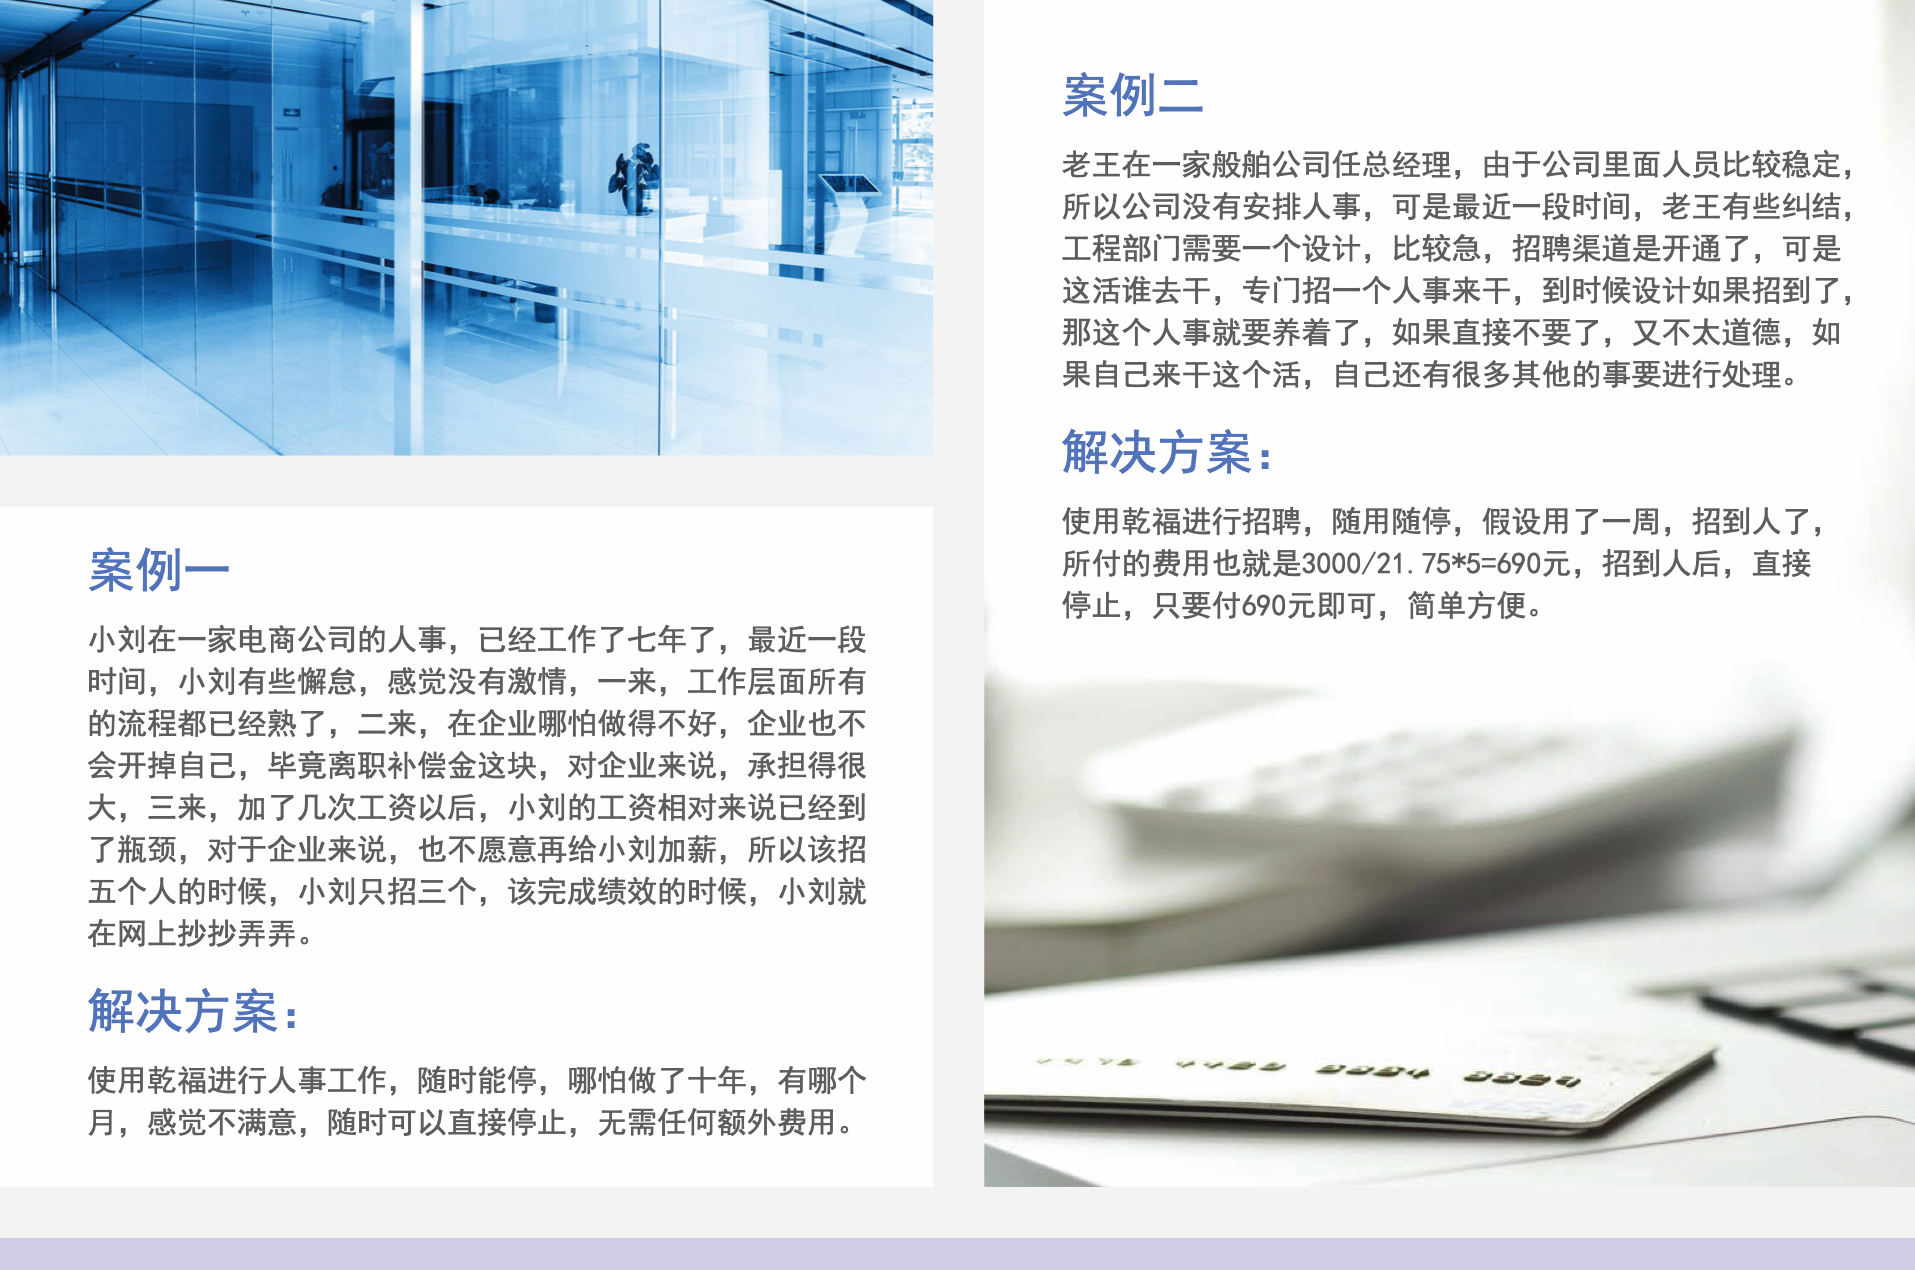 案例一
小刘在一家电商公司的人事，已经工作了七年了，最近一段
时间，小刘有些懈怠，感觉没有激情，一来，工作层面所有
的流程都已经熟了，二来，在企业哪怕做得不好，企业也不
会开掉自己，毕竟离职补偿金这块，对企业来说，承担得很
大，三来，加了几次工资以后，小刘的工资相对来说已经到
了瓶颈，对于企业来说，也不愿意再给小刘加薪，所以该招
五个人的时候，小刘只招三个，该完成绩效的时候，小刘就
在网上抄抄弄弄。
解决方案：
使用乾福进行人事工作，随时能停，哪怕做了十年，有哪个
月，感觉不满意，随时可以直接停止，无需任何额外费用。
案例二
老王在一家般舶公司任总经理，由于公司里面人员比较稳定，
所以公司没有安排人事，可是最近一段时间，老王有些纠结，
工程部门需要一个设计，比较急，招聘渠道是开通了，可是
这活谁去干，专门招一个人事来干，到时候设计如果招到了，
那这个人事就要养着了，如果直接不要了，又不太道德，如
果自己来干这个活，自己还有很多其他的事要进行处理。
解决方案：
使用乾福进行招聘，随用随停，假设用了一周，招到人了，
所付的费用也就是3000/21.75*5=690元，招到人后，直接
停止，只要付690元即可，简单方便。